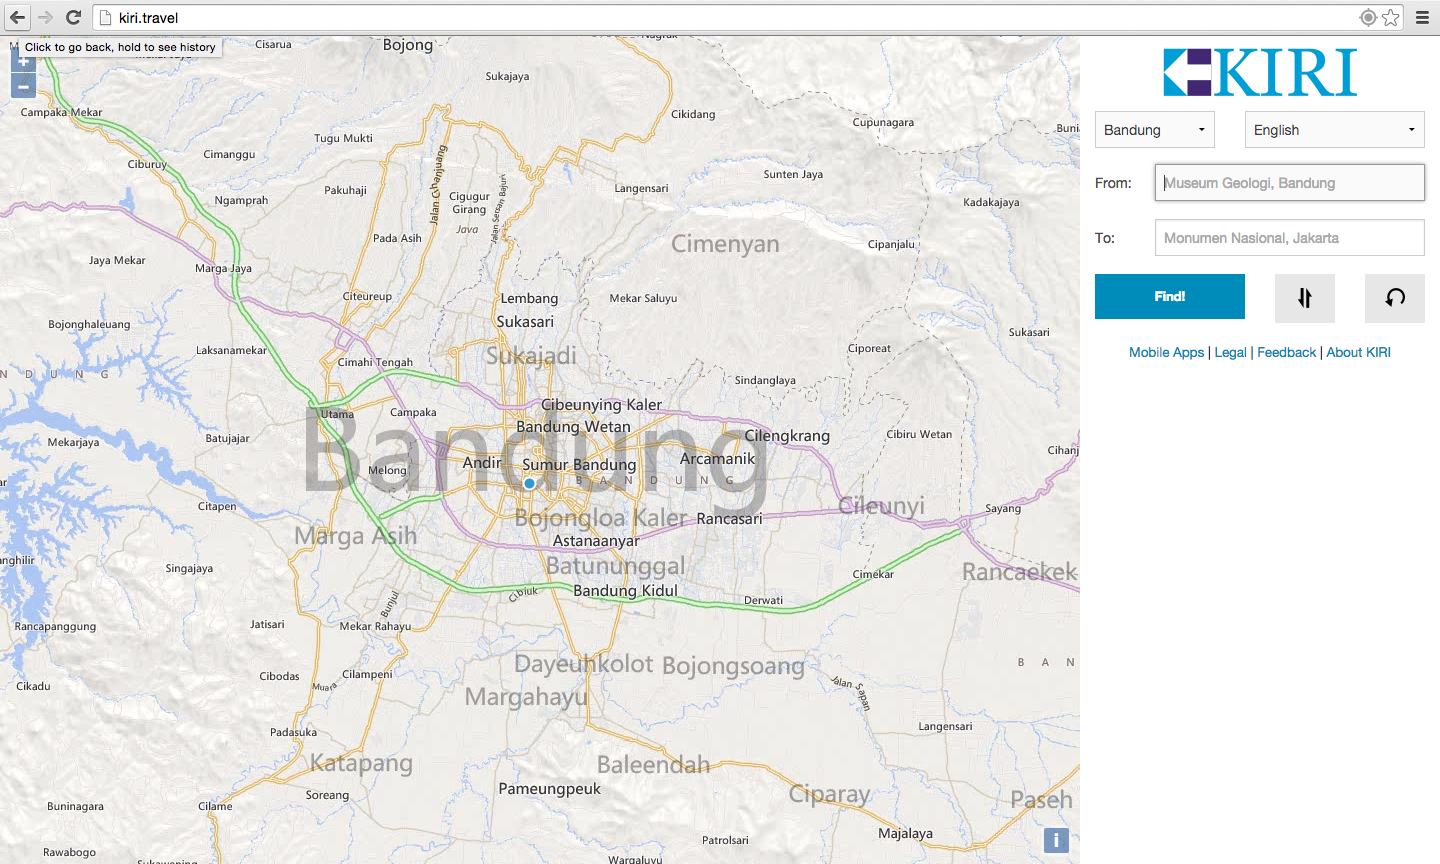 kiri.travel
Click to go back, hold to see history
+
−
Cisarua
Bojong
Nagrak
Sukajaya
Campaka Mekar
Cikidang
Cupunagara
Tugu Mukti
Cimanggu
Ciburuy
Jalan Cihanjuang
Sunten Jaya
Pakuhaji
Cigugur
Girang
Jalan Sersan Bajuri
Langensari
Ngamprah
Kadakajaya
Java
Pada Asih
Cimenyan
Cipanjalu
Jaya Mekar
Marga Jaya
Citeureup
Lembang
Mekar Saluyu
Sukasari
Bojonghaleuang
Sukasari
Laksanamekar
Sukajadi
Ciporeat
Cimahi Tengah
N D U N G
Sindanglaya
Utama
Campaka
Cibeunying Kaler
Bandung Wetan
Batujajar
Cilengkrang
Cibiru Wetan
Mekarjaya
Bandung
Melong
Andir
Sumur Bandung
Arcamanik
B A N D U N G
Citapen
Cileunyi
Sayang
Bojongloa Kaler
Rancasari
Marga Asih
Astanaanyar
Singajaya
Batununggal
Cimekar
Rancaekek
Bandung Kidul
Cibiuk
Derwati
Bunjul
Rancapanggung
Jatisari
Mekar Rahayu
Dayeuhkolot
Bojongsoang
B A N
Cikadu
Cibodas
Cilampeni
Muara
Margahayu
Jalan Sapan
Padasuka
Langensari
Katapang
Baleendah
Pameungpeuk
Ciparay
Paseh
Soreang
Buninagara
Cilame
Majalaya
Patrolsari
Rawabogo
Sukawening
Wargaluyu
i
KIRI
Bandung
English
From:
Museum Geologi, Bandung
To:
Monumen Nasional, Jakarta
Find!
Mobile Apps | Legal | Feedback | About KIRI